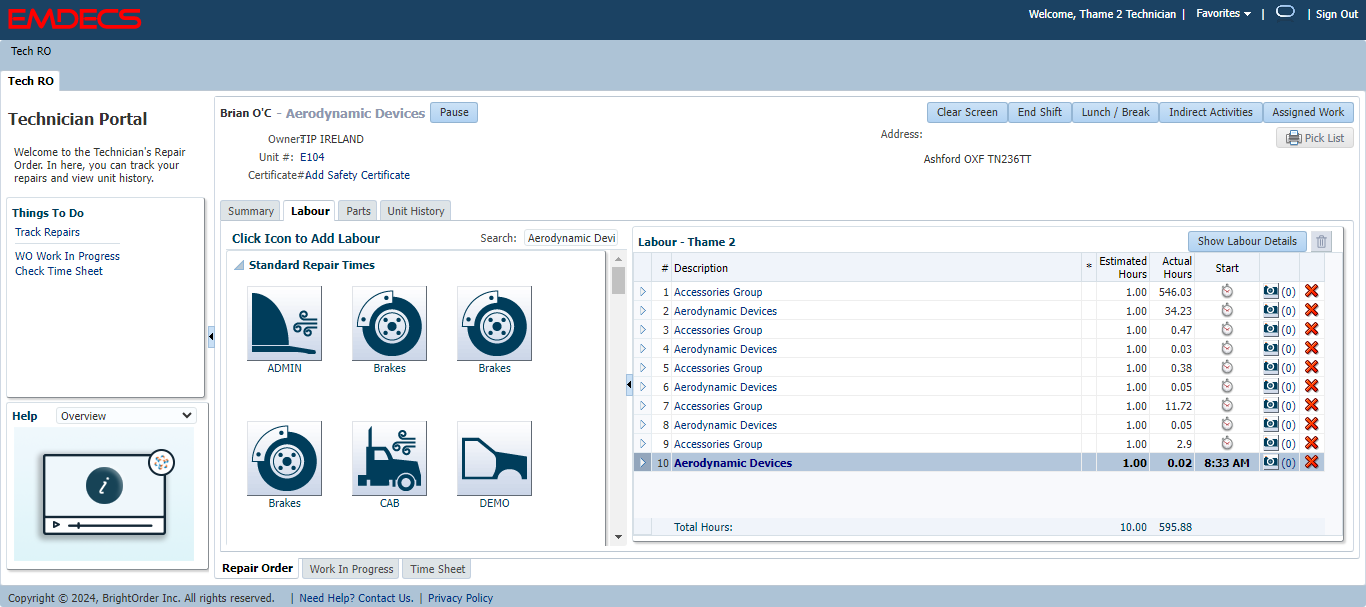 EMDECS
Welcome, Thame 2 Technician | Favorites | | Sign Out
Tech RO
Tech RO
Technician Portal
Welcome to the Technician's Repair
Order. In here, you can track your
repairs and view unit history.
Things To Do
Track Repairs
WO Work In Progress
Check Time Sheet
Help Overview
i
Brian O'C - Aerodynamic Devices Pause
Clear Screen End Shift Lunch / Break Indirect Activities Assigned Work
Pick List
Owner: TIP IRELAND
Unit #: E104
Certificate# Add Safety Certificate
Address:
Ashford OXF TN236TT
Summary Labour Parts Unit History
Click Icon to Add Labour Search: Aerodynamic Devi
Standard Repair Times
ADMIN Brakes Brakes
Brakes CAB DEMO
Labour - Thame 2 Show Labour Details
# Description * Estimated Hours Actual Hours Start
1 Accessories Group 1.00 546.03 (0)
2 Aerodynamic Devices 1.00 34.23 (0)
3 Accessories Group 1.00 0.47 (0)
4 Aerodynamic Devices 1.00 0.03 (0)
5 Accessories Group 1.00 0.38 (0)
6 Aerodynamic Devices 1.00 0.05 (0)
7 Accessories Group 1.00 11.72 (0)
8 Aerodynamic Devices 1.00 0.05 (0)
9 Accessories Group 1.00 2.9 (0)
10 Aerodynamic Devices 1.00 0.02 8:33 AM (0)
Total Hours: 10.00 595.88
Repair Order Work In Progress Time Sheet
Copyright © 2024, BrightOrder Inc. All rights reserved. | Need Help? Contact Us. | Privacy Policy